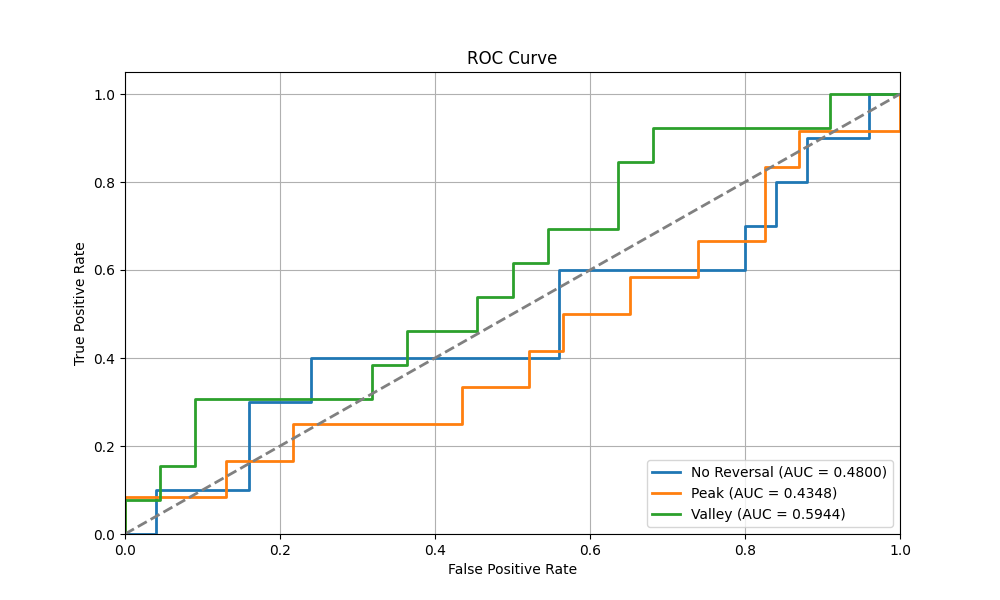 ROC Curve
1.0
0.8
0.6
0.4
0.2
0.0
True Positive Rate
0.0 0.2 0.4 0.6 0.8 1.0
False Positive Rate
No Reversal (AUC = 0.4800)
Peak (AUC = 0.4348)
Valley (AUC = 0.5944)